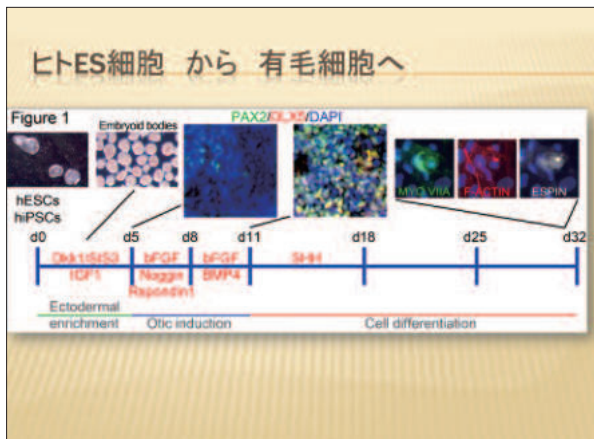 ヒトES細胞 から 有毛細胞へ
Figure 1
Embryoid bodies
PAX2/DLX5/DAPI
MYO VIIA
F-ACTIN
ESPIN
hESCs
hiPSCs
d0
d5
d8
d11
d18
d25
d32
bFGF
bFGF
SHH
IGF1
Noggin
BMP4
Ectodermal
enrichment
Otic induction
Cell differentiation